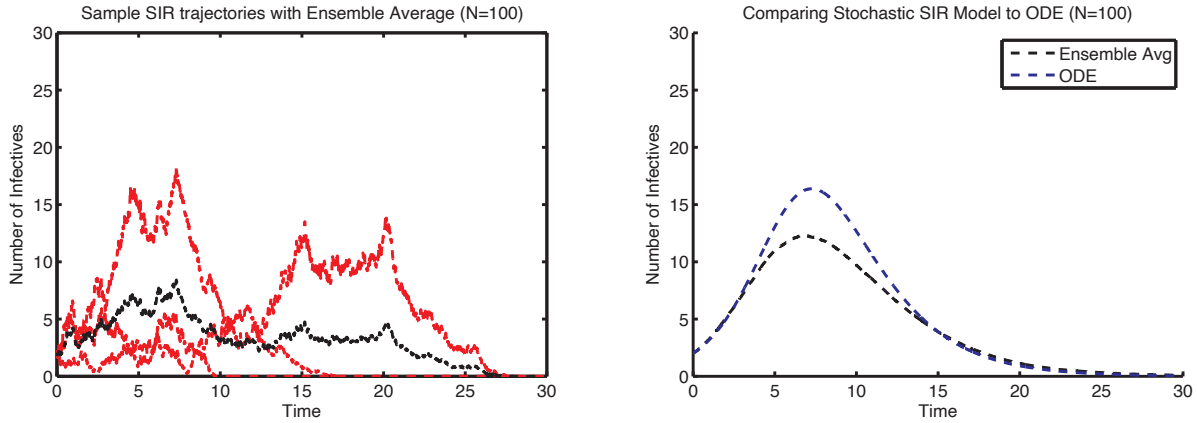 Sample SIR trajectories with Ensemble Average (N=100)
30
25
20
15
10
5
0
Number of Infectives
0 5 10 15 20 25 30
Time
Comparing Stochastic SIR Model to ODE (N=100)
30
25
20
15
10
5
0
Number of Infectives
Ensemble Avg
ODE
0 5 10 15 20 25 30
Time